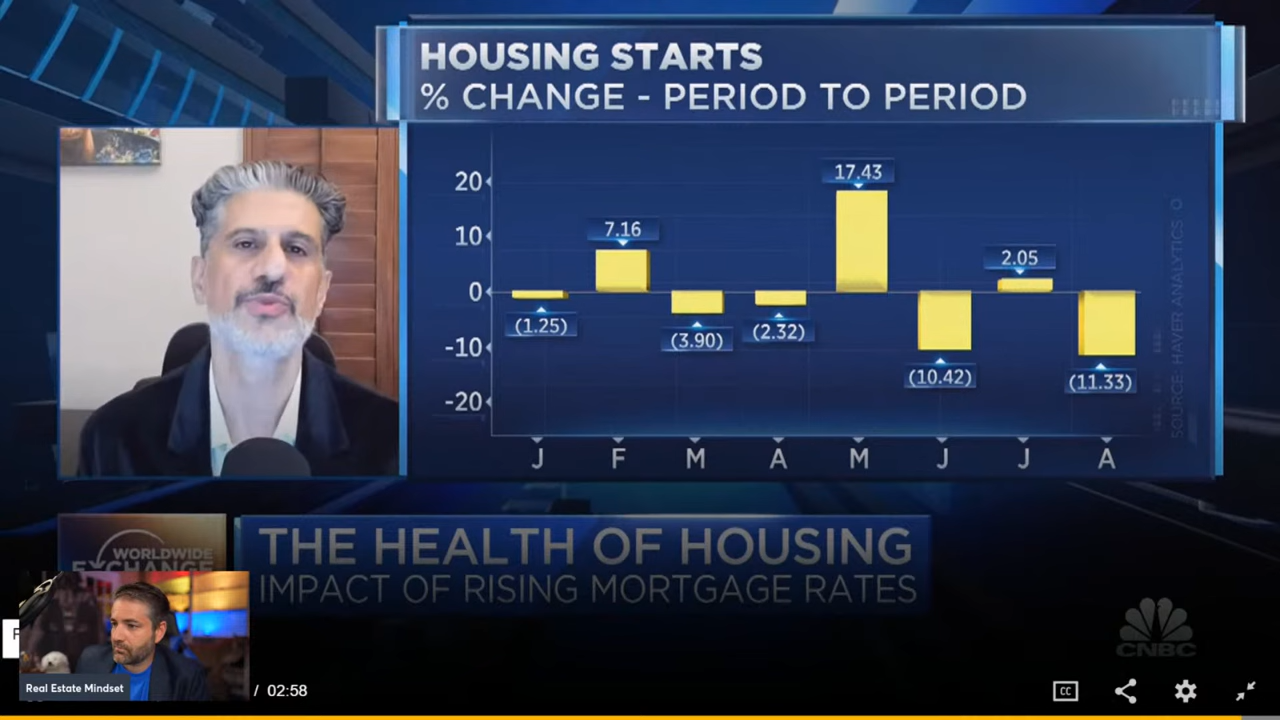 HOUSING STARTS
% CHANGE - PERIOD TO PERIOD
20
10
0
-10
-20
(1.25)
7.16
(3.90)
(2.32)
17.43
(10.42)
2.05
(11.33)
J F M A M J J A
SOURCE: HAVER ANALYTICS
WORLDWIDE
EXCHANGE
THE HEALTH OF HOUSING
IMPACT OF RISING MORTGAGE RATES
CNBC
Real Estate Mindset
/ 02:58
CC